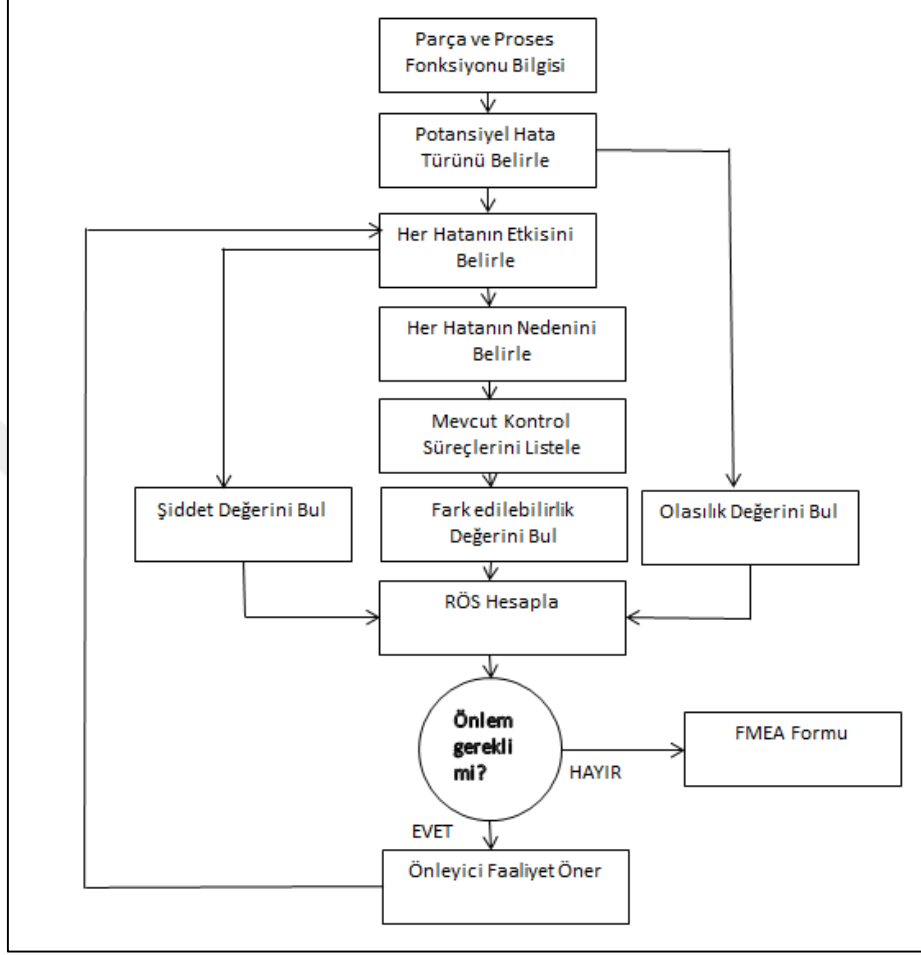 Parça ve Proses
Fonksiyonu Bilgisi
Potansiyel Hata
Türünü Belirle
Her Hatanın Etkisini
Belirle
Her Hatanın Nedenini
Belirle
Mevcut Kontrol
Süreçlerini Listele
Şiddet Değerini Bul
Fark edilebilirlik
Değerini Bul
Olasılık Değerini Bul
RÖS Hesapla
Önlem
gerekli
mi?
HAYIR
FMEA Formu
EVET
Önleyici Faaliyet Öner